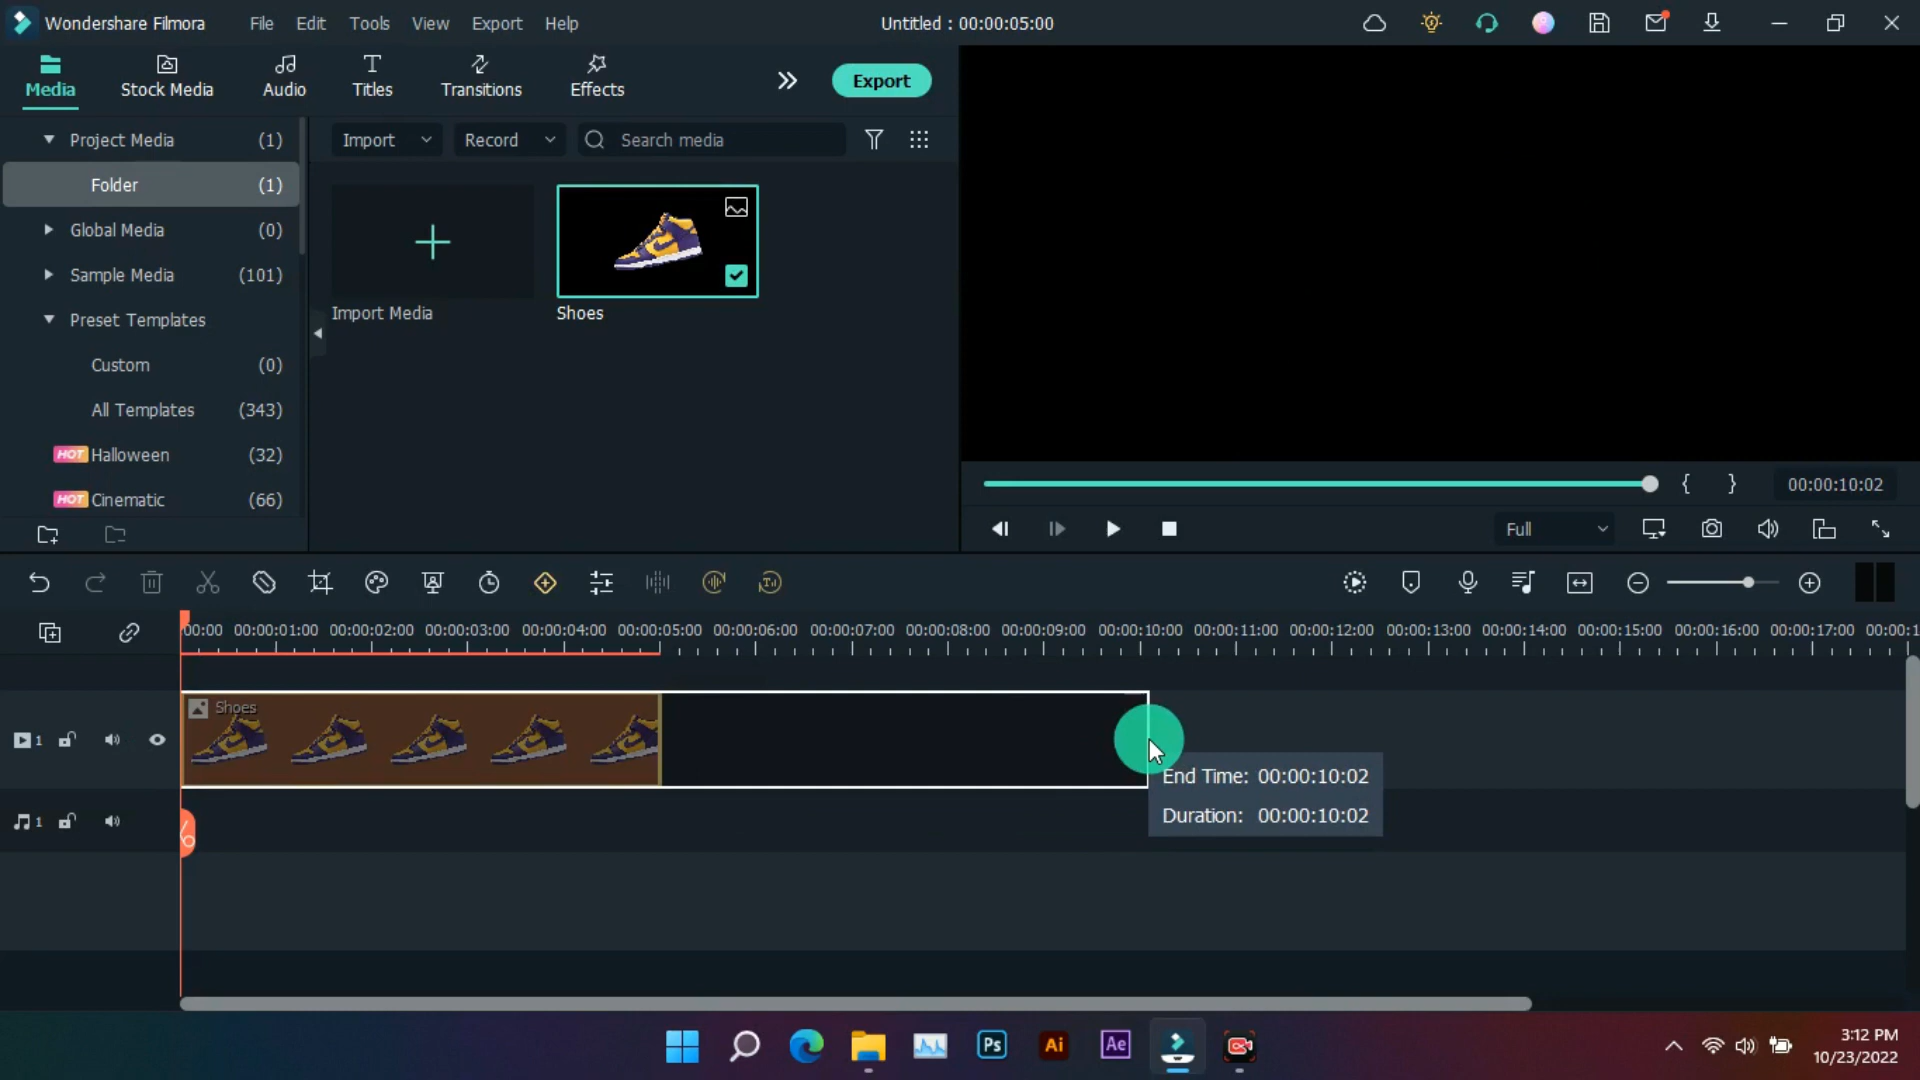 Wondershare Filmora File Edit Tools View Export Help Untitled : 00:00:05:00
Media Stock Media Audio Titles Transitions Effects Export
Project Media (1)
Import Record Search media
Folder (1)
Global Media (0)
Sample Media (101)
Import Media Shoes
Preset Templates
Custom (0)
All Templates (343)
HOT Halloween (32)
HOT Cinematic (66)
{ } 00:00:10:02
Full
00:00 00:00:01:00 00:00:02:00 00:00:03:00 00:00:04:00 00:00:05:00 00:00:06:00 00:00:07:00 00:00:08:00 00:00:09:00 00:00:10:00 00:00:11:00 00:00:12:00 00:00:13:00 00:00:14:00 00:00:15:00 00:00:16:00 00:00:17:00 00:00:1
Shoes
1
End Time: 00:00:10:02
Duration: 00:00:10:02
1
Ps Ai Ae
3:12 PM
10/23/2022